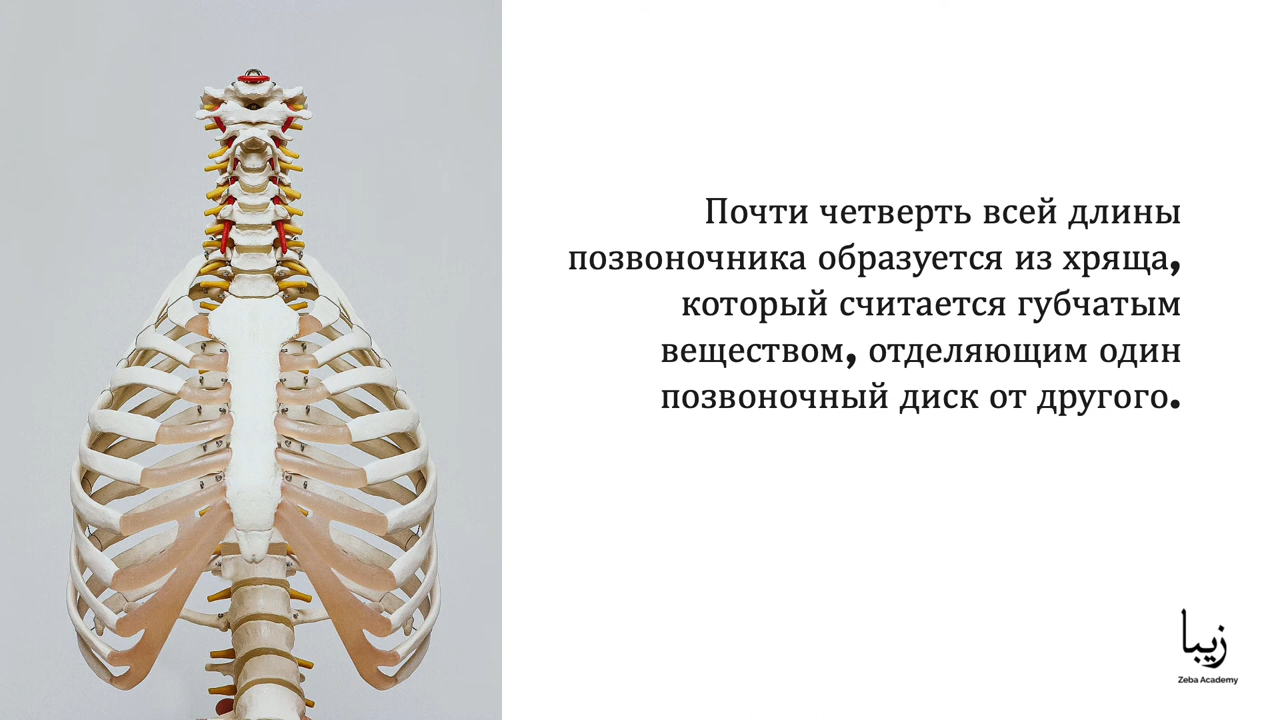 Почти четверть всей длины
позвоночника образуется из хряща,
который считается губчатым
веществом, отделяющим один
позвоночный диск от другого.
زیبا
Zeba Academy